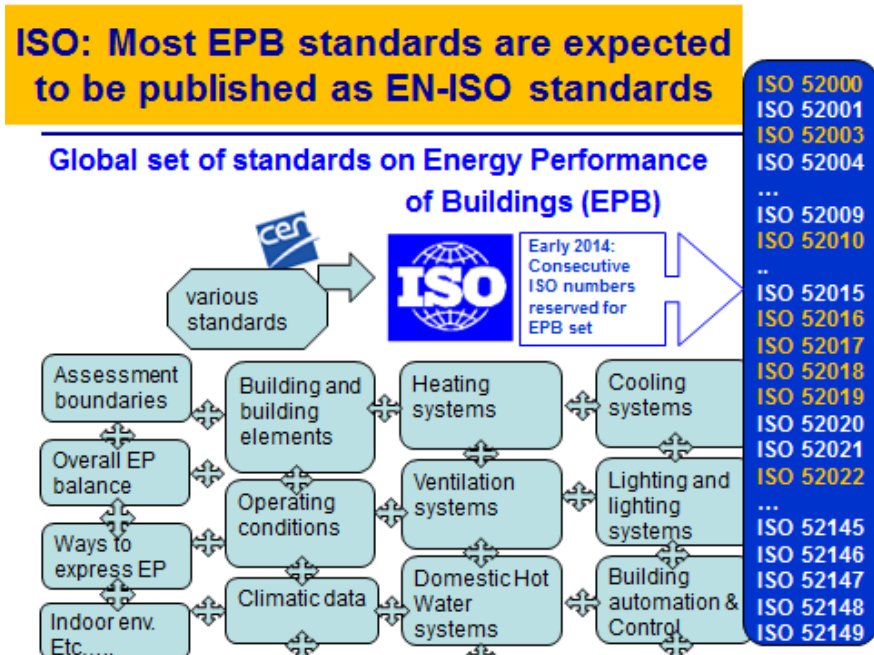 ISO: Most EPB standards are expected
to be published as EN-ISO standards
Global set of standards on Energy Performance
of Buildings (EPB)
cen
various
standards
ISO
Early 2014:
Consecutive
ISO numbers
reserved for
EPB set
Assessment
boundaries
Building and
building
elements
Heating
systems
Cooling
systems
Overall EP
balance
Operating
conditions
Ventilation
systems
Lighting and
lighting
systems
Ways to
express EP
Climatic data
Domestic Hot
Water
systems
Building
automation &
Control
Indoor env.
Etc.....
ISO 52000
ISO 52001
ISO 52003
ISO 52004
...
ISO 52009
ISO 52010
..
ISO 52015
ISO 52016
ISO 52017
ISO 52018
ISO 52019
ISO 52020
ISO 52021
ISO 52022
...
ISO 52145
ISO 52146
ISO 52147
ISO 52148
ISO 52149